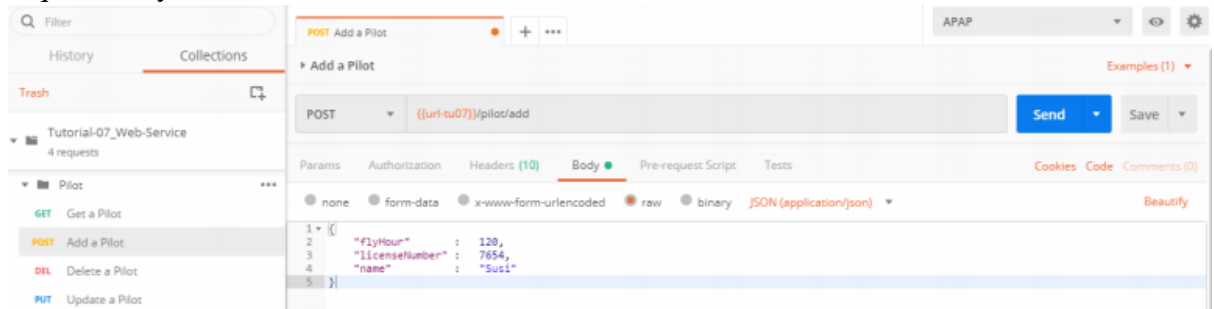 Filter
History Collections
Trash
Tutorial-07_Web-Service
4 requests
Pilot
GET Get a Pilot
POST Add a Pilot
DEL Delete a Pilot
PUT Update a Pilot
POST Add a Pilot
APAP
Add a Pilot
Examples (1)
POST {{url-tu07}}/pilot/add Send Save
Params Authorization Headers (10) Body Pre-request Script Tests Cookies Code Comments (0)
none form-data x-www-form-urlencoded raw binary JSON (application/json) Beautify
1 {
2 "flyHour" : 120,
3 "licenseNumber" : 7654,
4 "name" : "Susi"
5 }